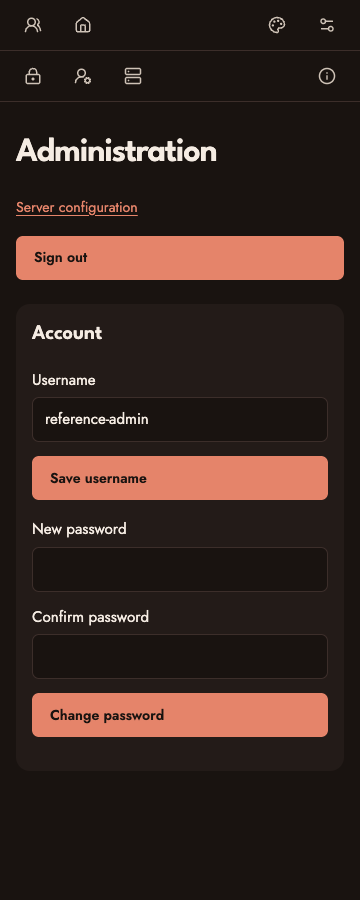 Administration
Server configuration
Sign out
Account
Username
reference-admin
Save username
New password
Confirm password
Change password